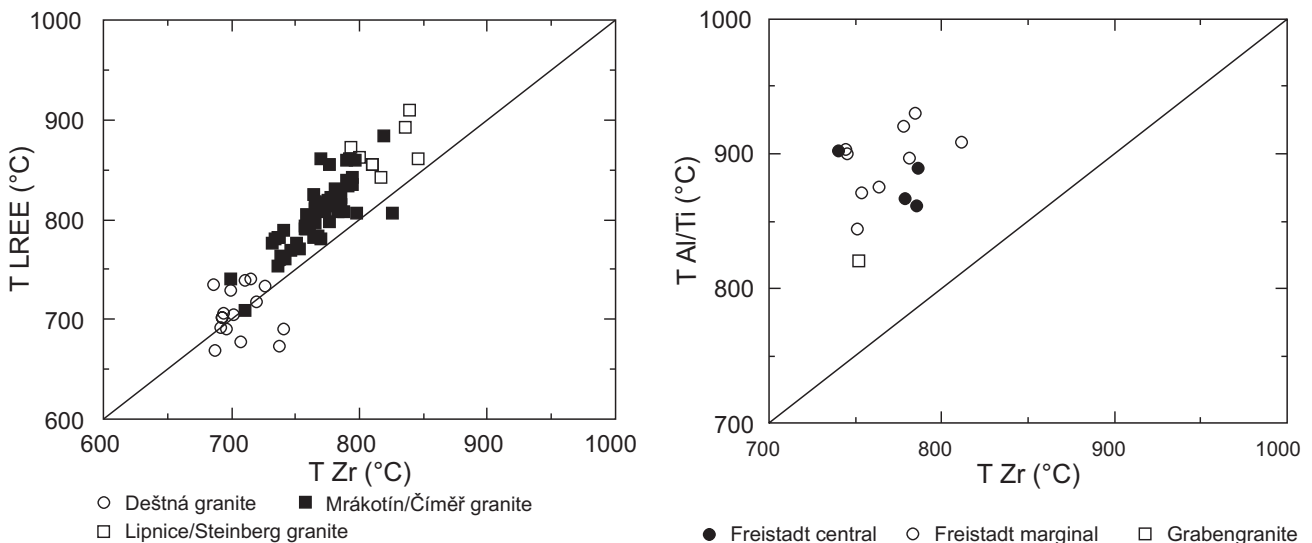 1000
900
800
700
600
T LREE (°C)
600
700
800
900
1000
T Zr (°C)
Deštná granite
Mrákotín/Číměř granite
Lipnice/Steinberg granite
1000
900
800
700
T Al/Ti (°C)
700
800
900
1000
T Zr (°C)
Freistadt central
Freistadt marginal
Grabengranite